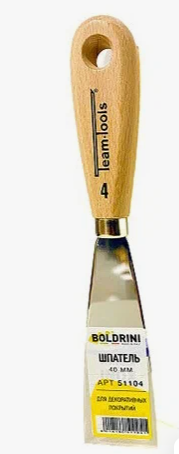 Team-Tools
4
BOLDRINI
ШПАТЕЛЬ
40 ММ
АРТ 51104
ДЛЯ ДЕКОРАТИВНЫХ
ПОКРЫТИЙ